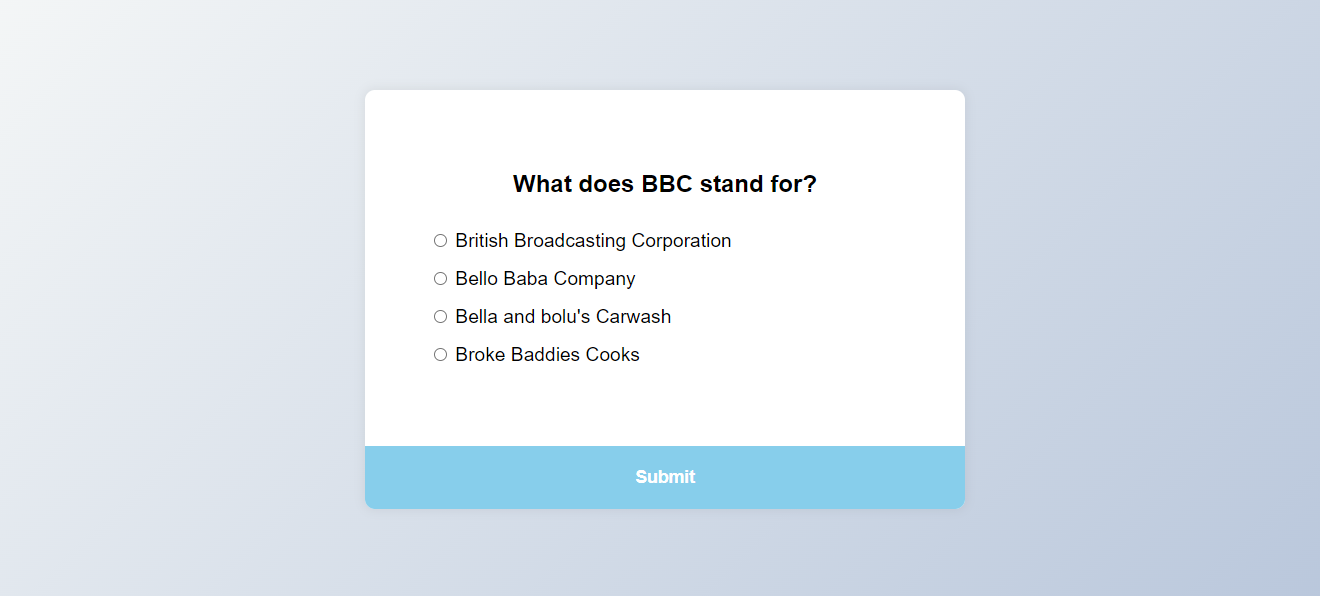 What does BBC stand for?
British Broadcasting Corporation
Bello Baba Company
Bella and bolu's Carwash
Broke Baddies Cooks
Submit